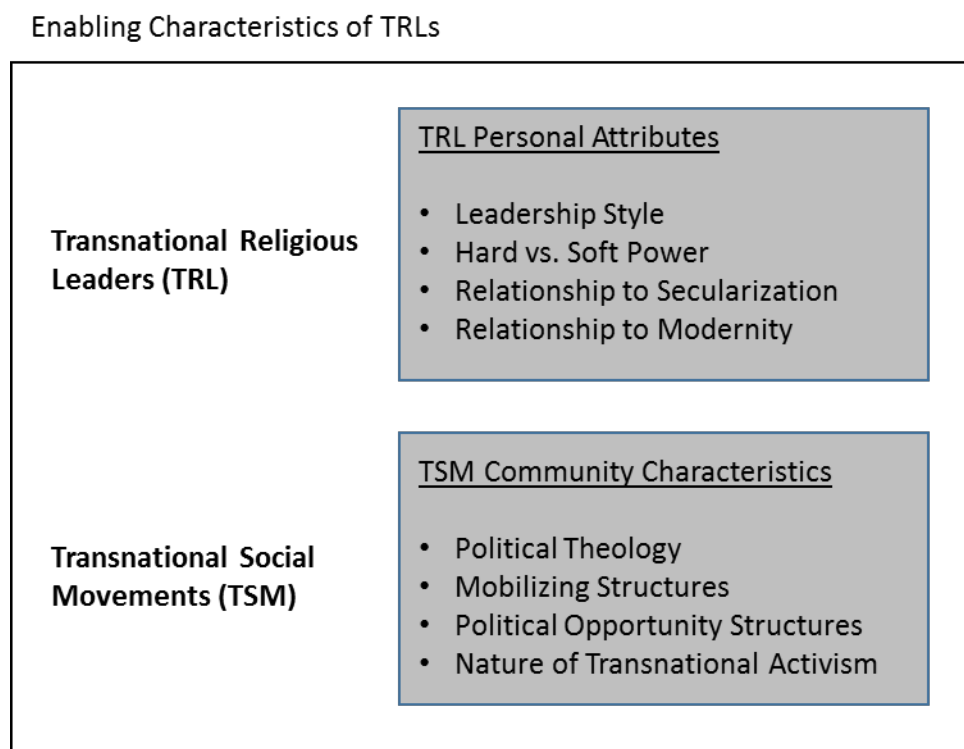 Enabling Characteristics of TRLs
TRL Personal Attributes
• Leadership Style
• Hard vs. Soft Power
• Relationship to Secularization
• Relationship to Modernity
Transnational Religious
Leaders (TRL)
TSM Community Characteristics
• Political Theology
• Mobilizing Structures
• Political Opportunity Structures
• Nature of Transnational Activism
Transnational Social
Movements (TSM)